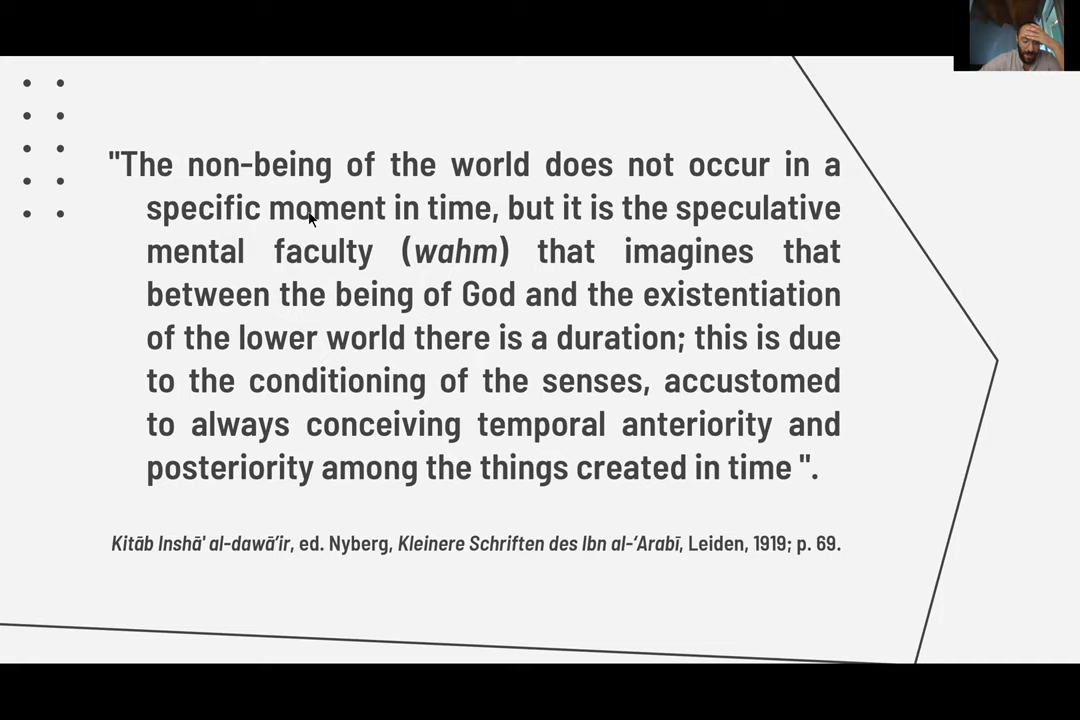 "The non-being of the world does not occur in a
specific moment in time, but it is the speculative
mental faculty (wahm) that imagines that
between the being of God and the existentiation
of the lower world there is a duration; this is due
to the conditioning of the senses, accustomed
to always conceiving temporal anteriority and
posteriority among the things created in time ".
Kitāb Inshā' al-dawā’ir, ed. Nyberg, Kleinere Schriften des Ibn al-‘Arabī, Leiden, 1919; p. 69.